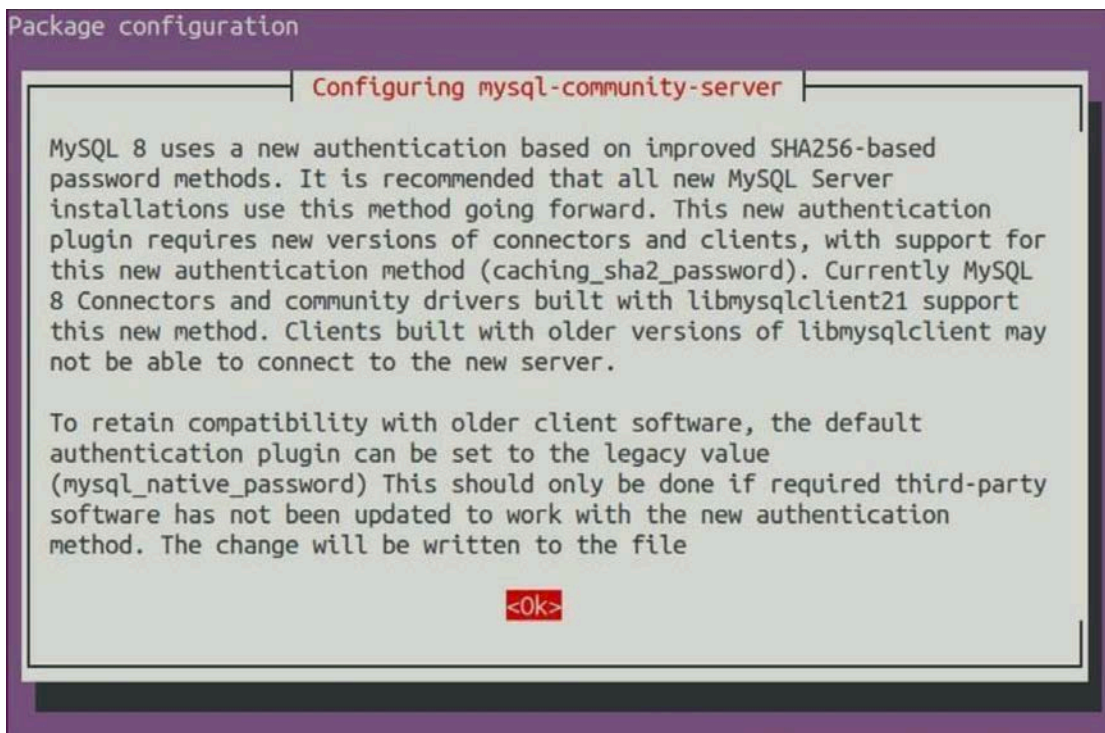 Package configuration
Configuring mysql-community-server
MySQL 8 uses a new authentication based on improved SHA256-based
password methods. It is recommended that all new MySQL Server
installations use this method going forward. This new authentication
plugin requires new versions of connectors and clients, with support for
this new authentication method (caching_sha2_password). Currently MySQL
8 Connectors and community drivers built with libmysqlclient21 support
this new method. Clients built with older versions of libmysqlclient may
not be able to connect to the new server.
To retain compatibility with older client software, the default
authentication plugin can be set to the legacy value
(mysql_native_password) This should only be done if required third-party
software has not been updated to work with the new authentication
method. The change will be written to the file
<Ok>